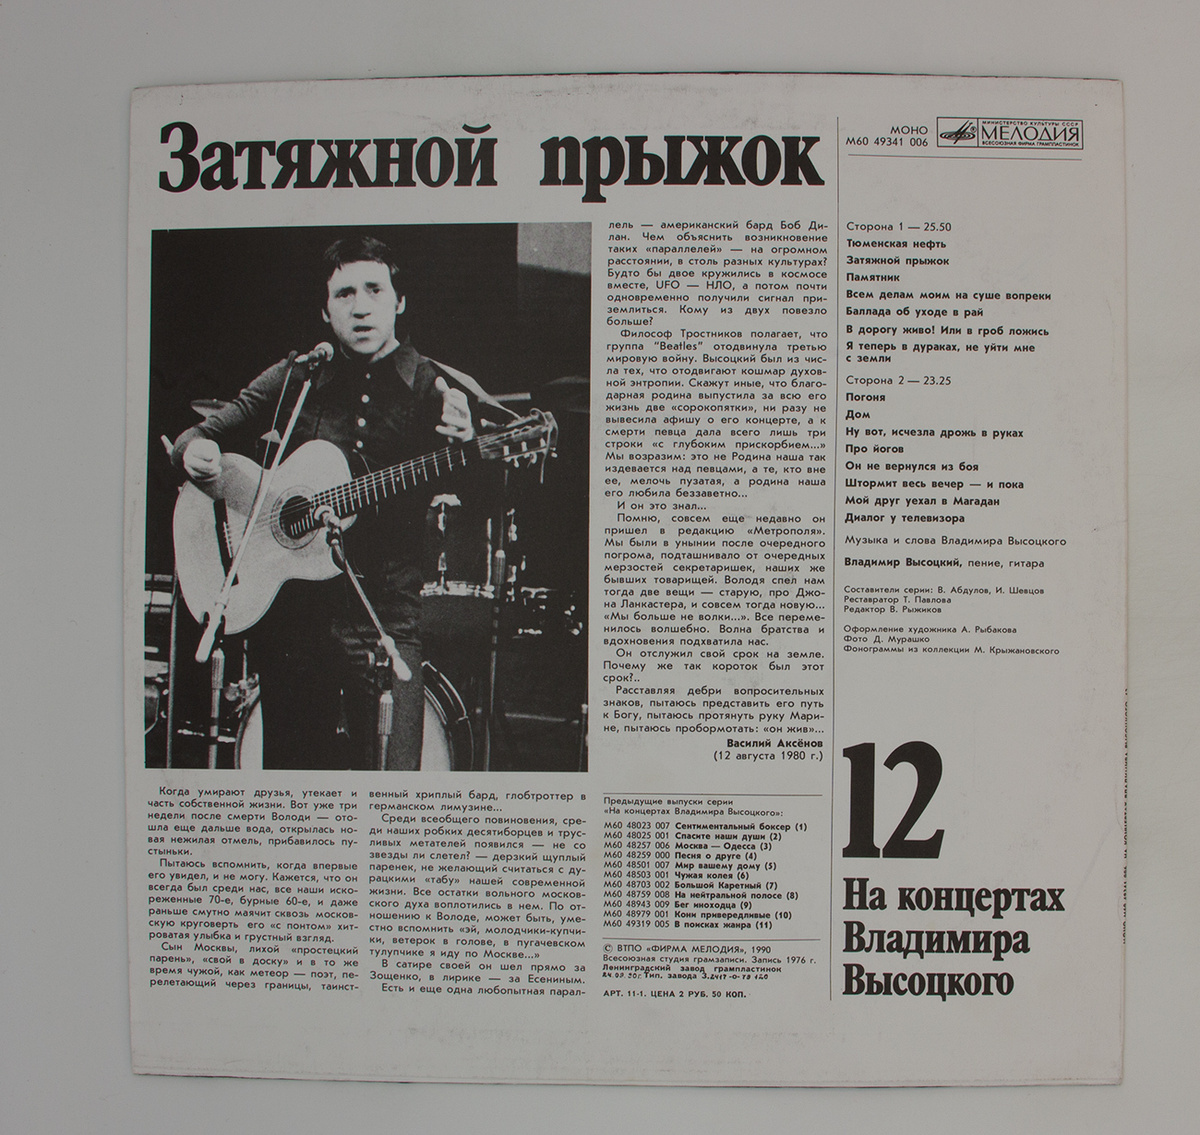 Затяжной прыжок
МОНО
М60 49341 006
МИНИСТЕРСТВО КУЛЬТУРЫ СССР
МЕЛОДИЯ
ВСЕСОЮЗНАЯ ФИРМА ГРАМПЛАСТИНОК
Когда умирают друзья, утекает и
часть собственной жизни. Вот уже три
недели после смерти Володи — ото-
шла еще дальше вода, открылась но-
вая нежилая отмель, прибавилось пу-
стыньки.
Пытаюсь вспомнить, когда впервые
его увидел, и не могу. Кажется, что он
всегда был среди нас, все наши иско-
реженные 70-е, бурные 60-е, и даже
раньше смутно маячит сквозь москов-
скую круговерть его «с понтом» хит-
роватая улыбка и грустный взгляд.
Сын Москвы, лихой «простецкий
парень», «свой в доску» и в то же
время чужой, как метеор — поэт, пе-
релетающий через границы, таинст-
венный хриплый бард, глобтроттер в
германском лимузине...
Среди всеобщего повиновения, сре-
ди наших робких десятиборцев и трус-
ливых метателей появился — не со
звезды ли слетел? — дерзкий щуплый
паренек, не желающий считаться с ду-
рацкими «табу» нашей современной
жизни. Все остатки вольного москов-
ского духа воплотились в нем. По от-
ношению к Володе, может быть, уме-
стно вспомнить «эй, молодчики-купчи-
ки, ветерок в голове, в пугачевском
тулупчике я иду по Москве...»
В сатире своей он шел прямо за
Зощенко, в лирике — за Есениным.
Есть и еще одна любопытная парал-
лель — американский бард Боб Ди-
лан. Чем объяснить возникновение
таких «параллелей» — на огромном
расстоянии, в столь разных культурах?
Будто бы двое кружились в космосе
вместе, UFO — НЛО, а потом почти
одновременно получили сигнал при-
землиться. Кому из двух повезло
больше?
Философ Тростников полагает, что
группа "Beatles" отодвинула третью
мировую войну. Высоцкий был из чис-
ла тех, что отодвигают кошмар духов-
ной энтропии. Скажут иные, что благо-
дарная родина выпустила за всю его
жизнь две «сорокопятки», ни разу не
вывесила афишу о его концерте, а к
смерти певца дала всего лишь три
строки «с глубоким прискорбием...»
Мы возразим: это не Родина наша так
издевается над певцами, а те, кто вне
ее, мелочь пузатая, а родина наша
его любила беззаветно...
И он это знал...
Помню, совсем еще недавно он
пришел в редакцию «Метрополя».
Мы были в унынии после очередного
погрома, подташнивало от очередных
мерзостей секретаришек, наших же
бывших товарищей. Володя спел нам
тогда две вещи — старую, про Джо-
на Ланкастера, и совсем тогда новую...
«Мы больше не волки...». Все переме-
нилось волшебно. Волна братства и
вдохновения подхватила нас.
Он отслужил свой срок на земле.
Почему же так короток был этот
срок?..
Расставляя дебри вопросительных
знаков, пытаюсь представить его путь
к Богу, пытаюсь протянуть руку Мари-
не, пытаюсь пробормотать: «он жив»...
Василий Аксёнов
(12 августа 1980 г.)
Предыдущие выпуски серии
«На концертах Владимира Высоцкого»:
М60 48023 007 Сентиментальный боксер (1)
М60 48025 001 Спасите наши души (2)
М60 48257 006 Москва — Одесса (3)
М60 48259 000 Песня о друге (4)
М60 48501 007 Мир вашему дому (5)
М60 48503 001 Чужая колея (6)
М60 48703 002 Большой Каретный (7)
М60 48759 008 На нейтральной полосе (8)
М60 48943 009 Бег иноходца (9)
М60 48979 001 Кони привередливые (10)
М60 49319 005 В поисках жанра (11)
© ВТПО «ФИРМА МЕЛОДИЯ», 1990
Всесоюзная студия грамзаписи. Запись 1976 г.
Ленинградский завод грампластинок
Тип. завода
АРТ. 11-1. ЦЕНА 2 РУБ. 50 КОП.
Сторона 1 — 25.50
Тюменская нефть
Затяжной прыжок
Памятник
Всем делам моим на суше вопреки
Баллада об уходе в рай
В дорогу живо! Или в гроб ложись
Я теперь в дураках, не уйти мне
с земли
Сторона 2 — 23.25
Погоня
Дом
Ну вот, исчезла дрожь в руках
Про йогов
Он не вернулся из боя
Штормит весь вечер — и пока
Мой друг уехал в Магадан
Диалог у телевизора
Музыка и слова Владимира Высоцкого
Владимир Высоцкий, пение, гитара
Составители серии: В. Абдулов, И. Шевцов
Реставратор Т. Павлова
Редактор В. Рыжиков
Оформление художника А. Рыбакова
Фото Д. Мурашко
Фонограммы из коллекции М. Крыжановского
12
На концертах
Владимира
Высоцкого